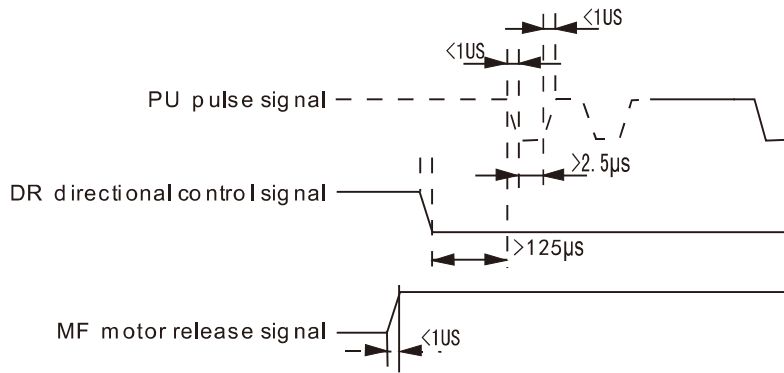 <1US
<1US
PU pulse signal
>2.5μs
DR directional control signal
>125μs
MF motor release signal
<1US